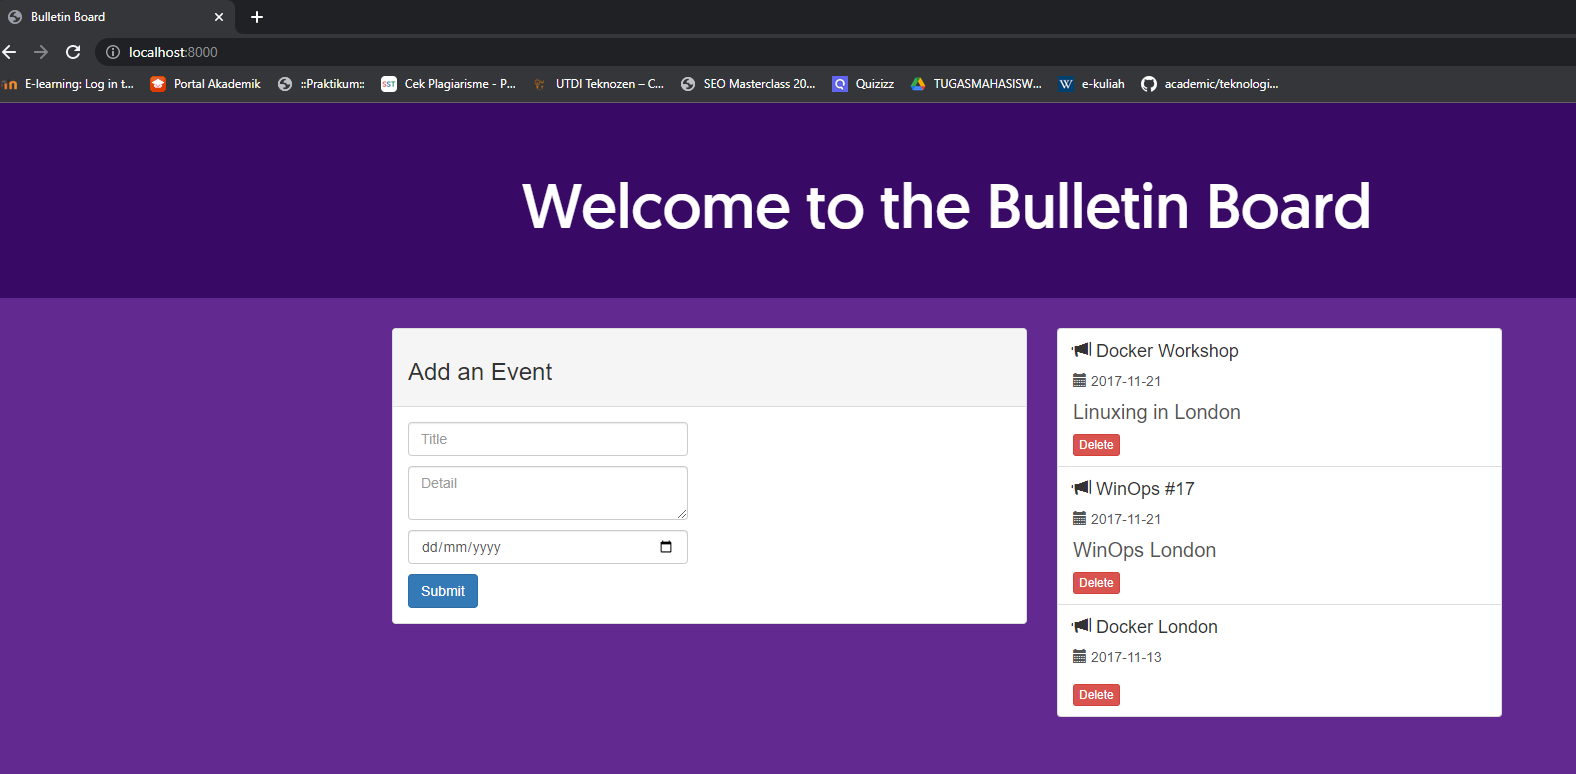 Bulletin Board
localhost:8000
E-learning: Log in t...
Portal Akademik
::Praktikum::
SST
Cek Plagiarisme - P...
UTDI Teknozen – C...
SEO Masterclass 20...
Quizizz
TUGASMAHASISW...
W
e-kuliah
academic/teknologi...
Welcome to the Bulletin Board
Add an Event
Title
Detail
dd/mm/yyyy
Submit
Docker Workshop
2017-11-21
Linuxing in London
Delete
WinOps #17
2017-11-21
WinOps London
Delete
Docker London
2017-11-13
Delete